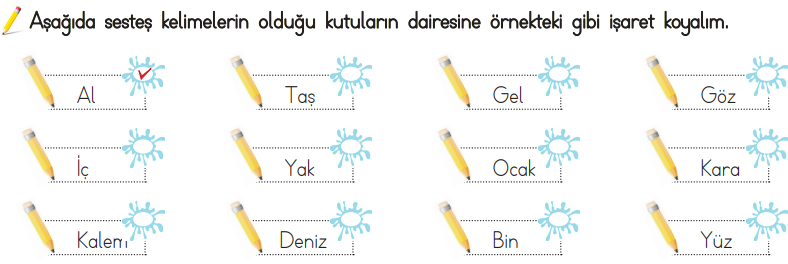 Aşağıda sesteş kelimelerin olduğu kutuların dairesine örnekteki gibi işaret koyalım.
Al Taş Gel Göz
İç Yak Ocak Kara
Kalem Deniz Bin Yüz